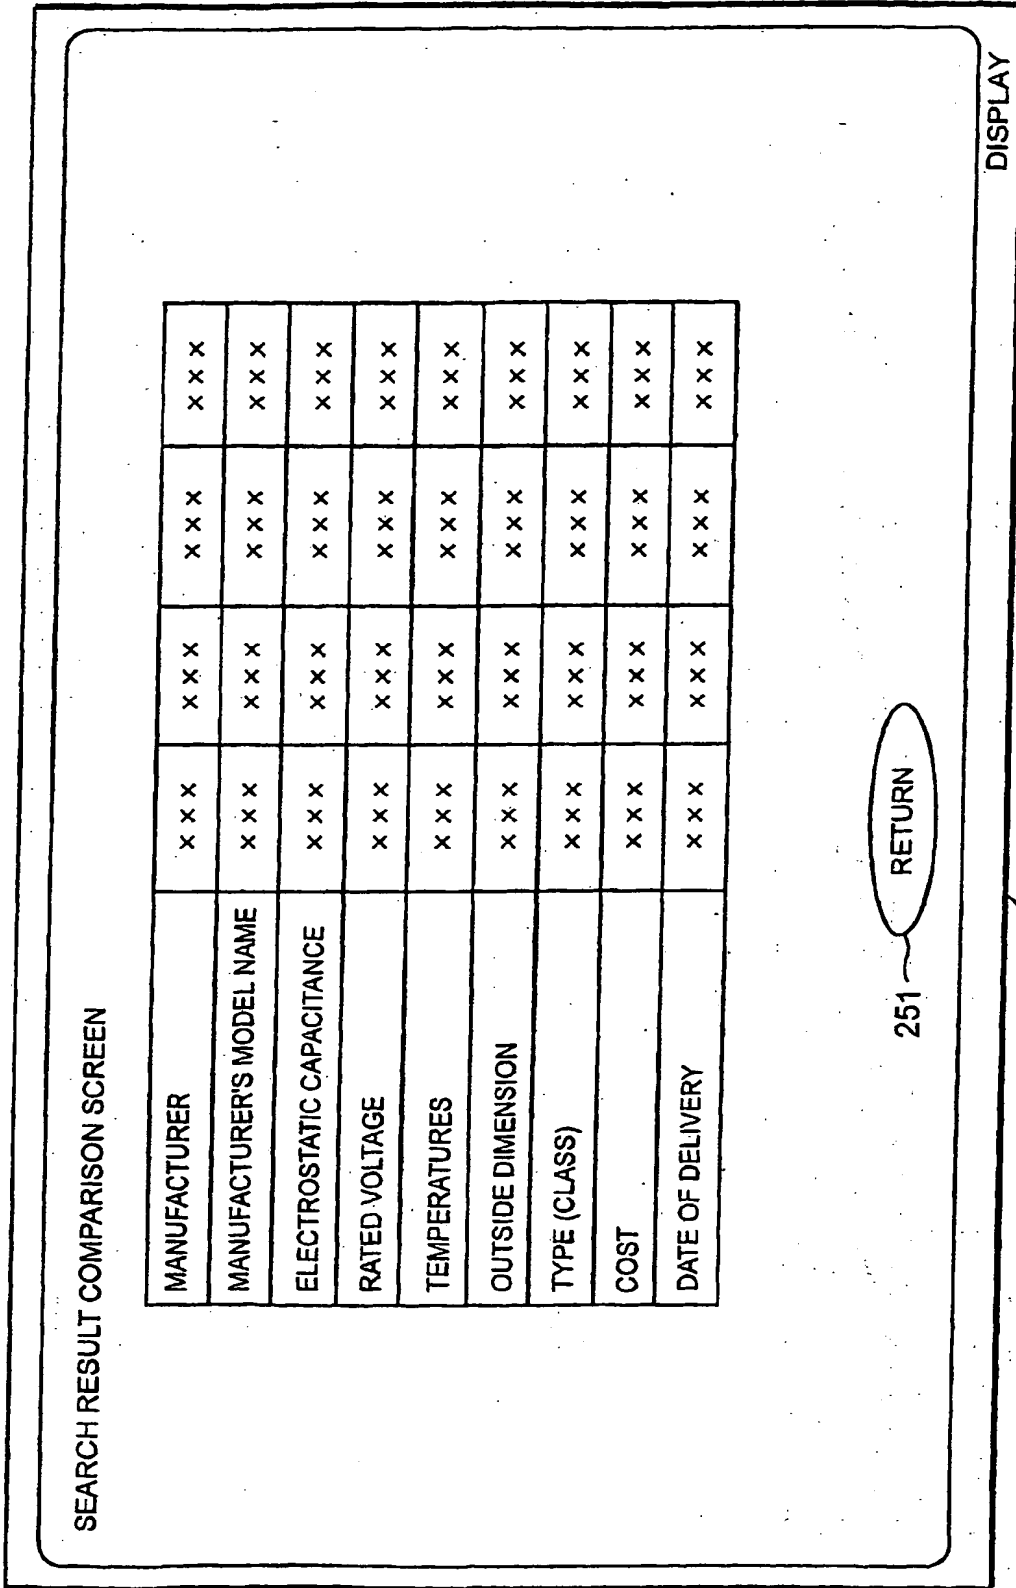 SEARCH RESULT COMPARISON SCREEN
MANUFACTURER ××× ××× ××× ×××
MANUFACTURER'S MODEL NAME ××× ××× ××× ×××
ELECTROSTATIC CAPACITANCE ××× ××× ××× ×××
RATED VOLTAGE ××× ××× ××× ×××
TEMPERATURES ××× ××× ××× ×××
OUTSIDE DIMENSION ××× ××× ××× ×××
TYPE (CLASS) ××× ××× ××× ×××
COST ××× ××× ××× ×××
DATE OF DELIVERY ××× ××× ××× ×××
251 RETURN
DISPLAY